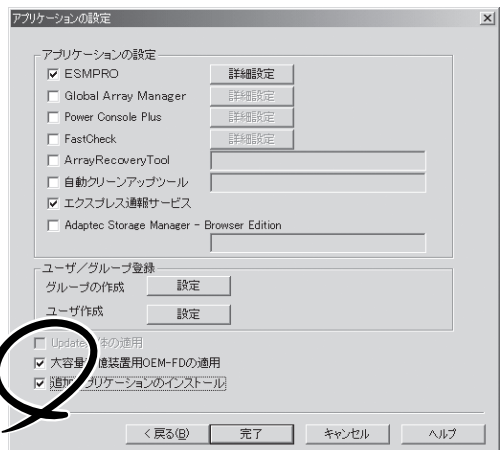 アプリケーションの設定
アプリケーションの設定
ESMPRO 詳細設定
Global Array Manager 詳細設定
Power Console Plus 詳細設定
FastCheck 詳細設定
ArrayRecoveryTool
自動クリーンアップツール
エクスプレス通報サービス
Adaptec Storage Manager - Browser Edition
ユーザ/グループ登録
グループの作成 設定
ユーザ作成 設定
Update 体の適用
大容量 憶装置用OEM-FDの適用
追加 プリケーションのインストール
< 戻る(B) 完了 キャンセル ヘルプ